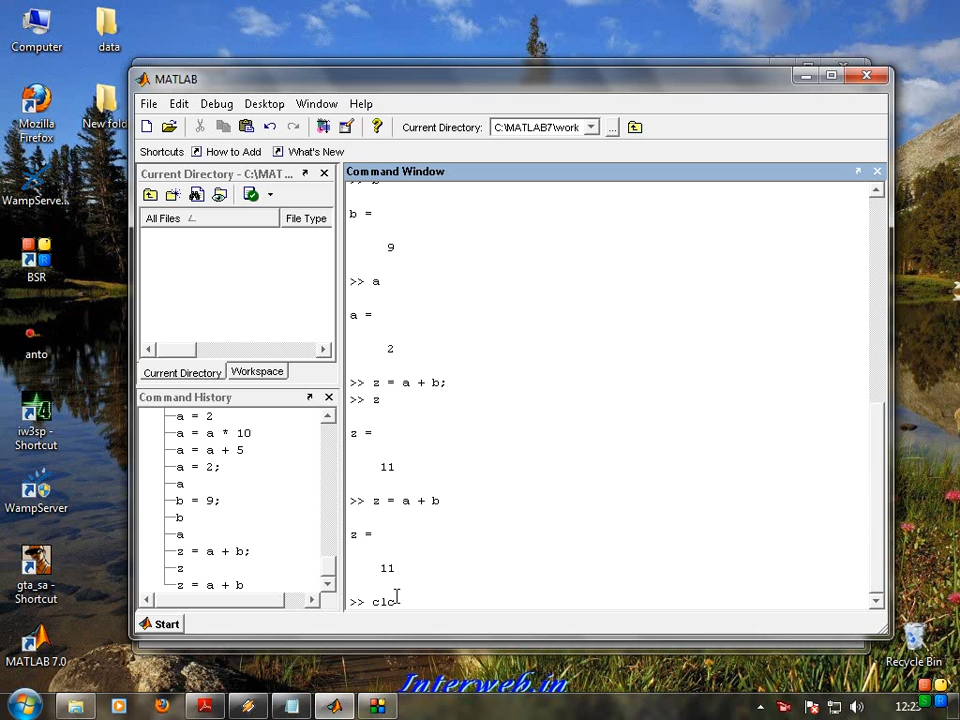 Computer
data
Mozilla
Firefox
New fold
WampServe...
BSR
anto
iw3sp -
Shortcut
WampServer
gta_sa -
Shortcut
MATLAB 7.0
Recycle Bin
MATLAB
File Edit Debug Desktop Window Help
Current Directory: C:\MATLAB7\work
...
Shortcuts How to Add What's New
Current Directory - C:\MAT ...
All Files File Type
Current Directory Workspace
Command History
a = 2
a = a * 10
a = a + 5
a = 2;
a
b = 9;
b
a
z = a + b;
z
z = a + b
Command Window
b =
9
>> a
a =
2
>> z = a + b;
>> z
z =
11
>> z = a + b
z =
11
>> clc
Start
Interweb.in